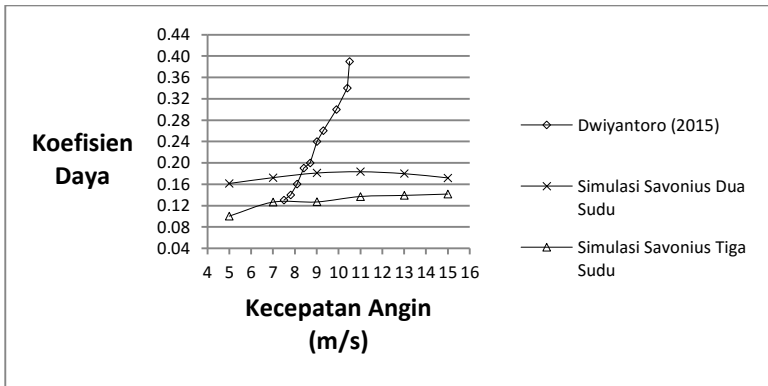 0.44
0.40
0.36
0.32
0.28
0.24
0.20
0.16
0.12
0.08
0.04
Koefisien
Daya
4 5 6 7 8 9 10 11 12 13 14 15 16
Kecepatan Angin
(m/s)
Dwiyantoro (2015)
Simulasi Savonius Dua
Sudu
Simulasi Savonius Tiga
Sudu